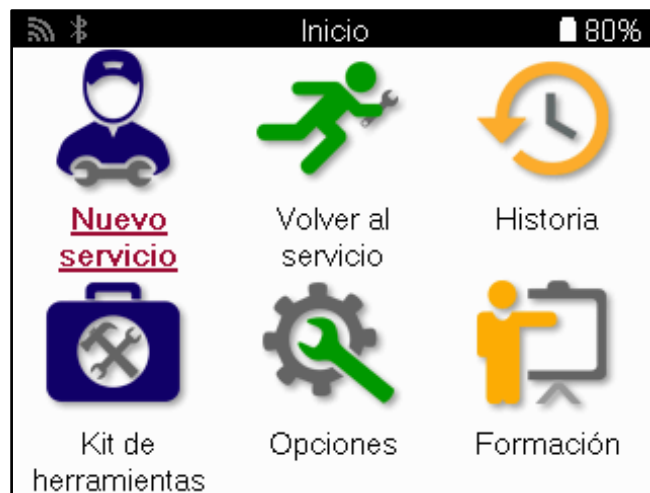 Inicio
80%
Nuevo
servicio
Volver al
servicio
Historia
Kit de
herramientas
Opciones
Formación